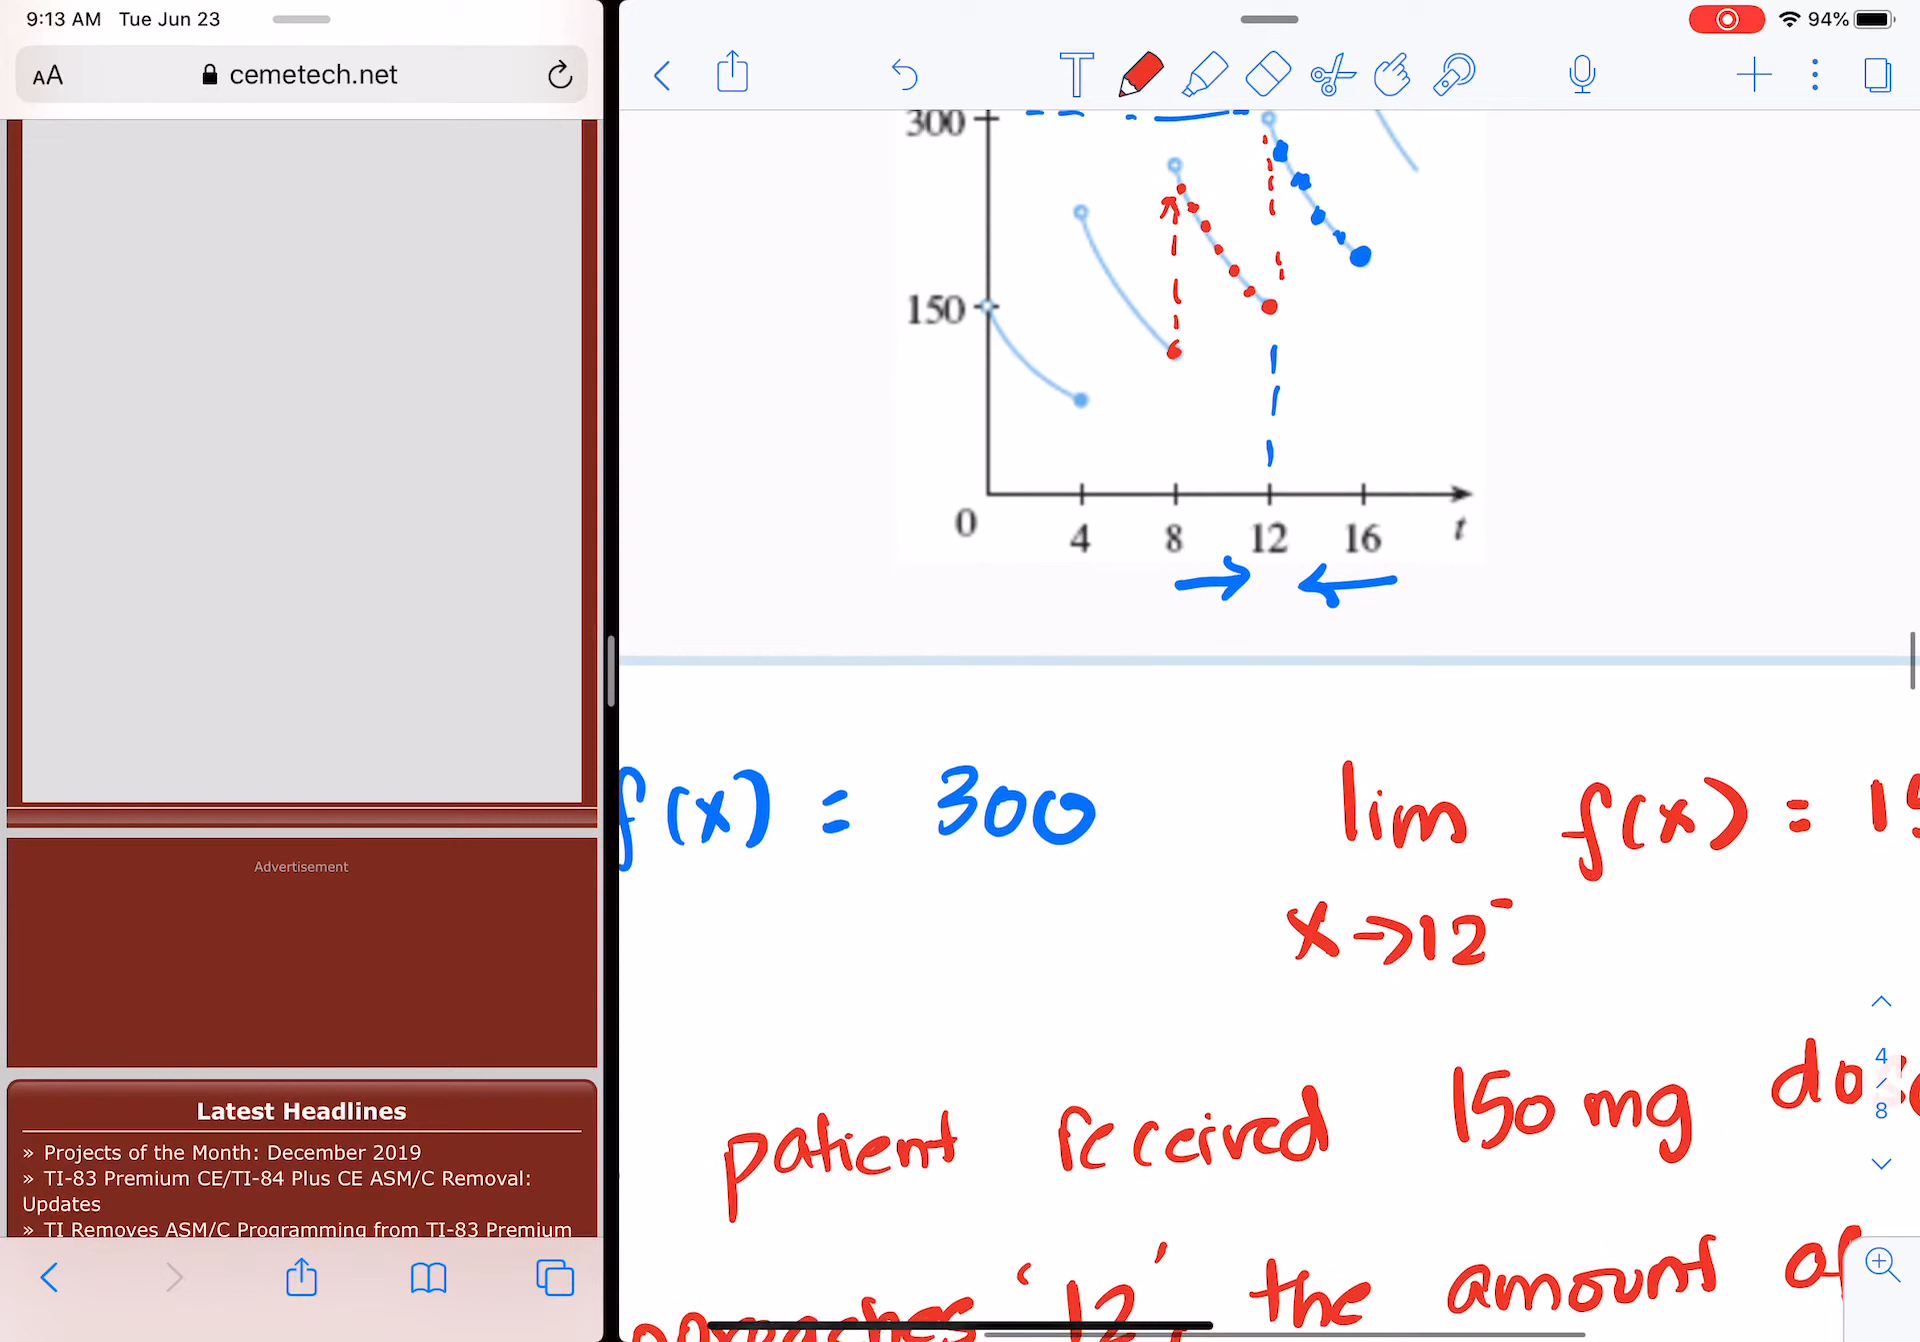 9:13 AM Tue Jun 23
AA
cemetech.net
Advertisement
Latest Headlines
» Projects of the Month: December 2019
» TI-83 Premium CE/TI-84 Plus CE ASM/C Removal:
Updates
» TI Removes ASM/C Programming from TI-83 Premium
94%
T
300
150
0
4 8 12 16 t
f(x) = 300
lim f(x) = 15
x→12⁻
patient received 150 mg
approaches '12', the amount of
4
/
8